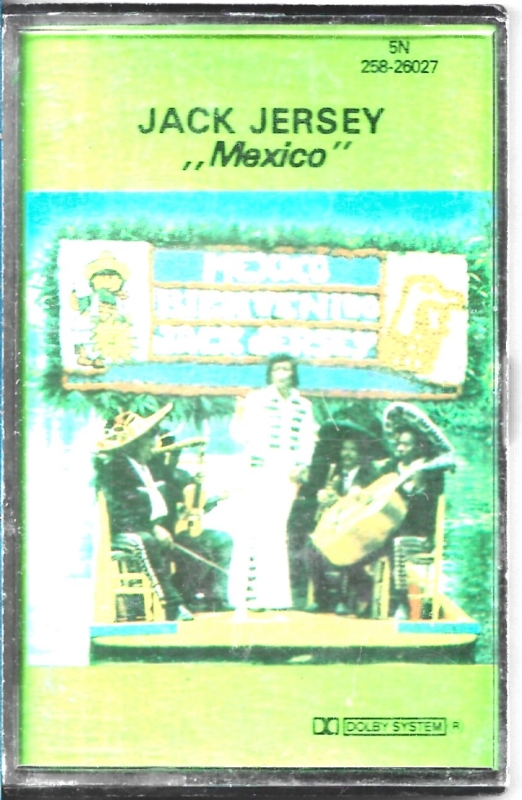 5N
258-26027
JACK JERSEY
„Mexico”
MEXICO
BIENVENIDO
JACK JERSEY
DOLBY SYSTEM R